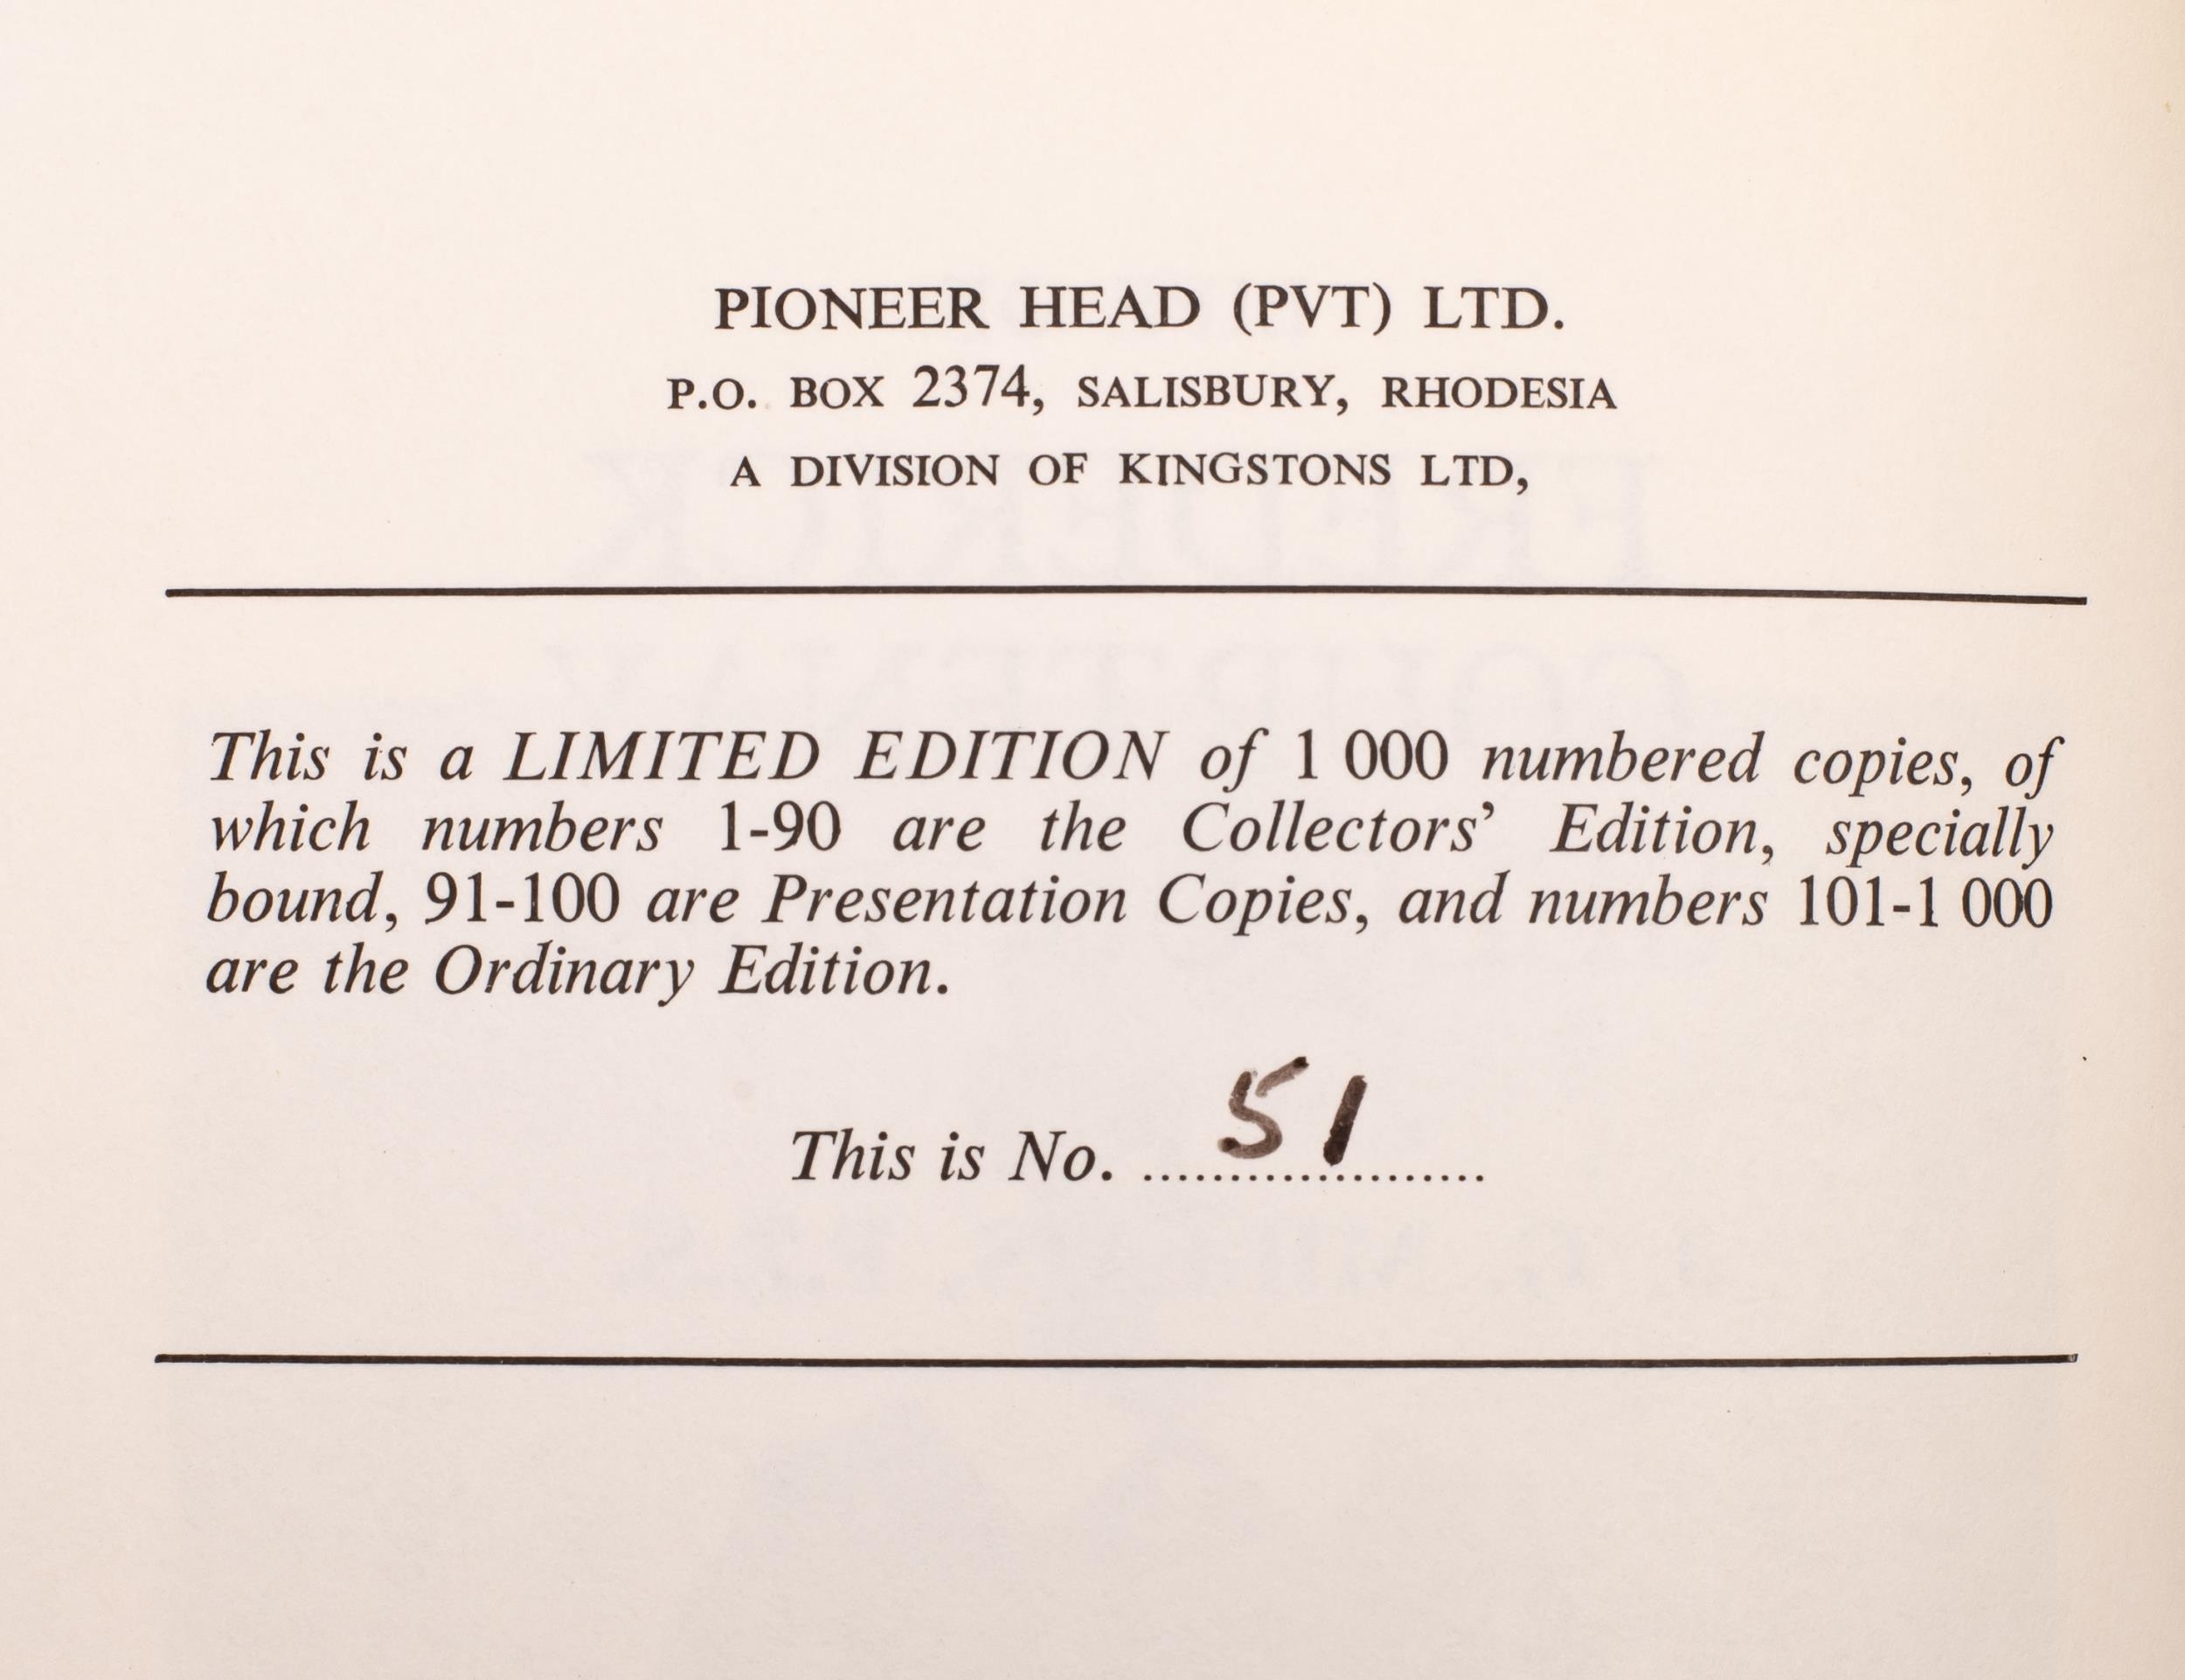 PIONEER HEAD (PVT) LTD.
P.O. BOX 2374, SALISBURY, RHODESIA
A DIVISION OF KINGSTONS LTD,
This is a LIMITED EDITION of 1 000 numbered copies, of
which numbers 1-90 are the Collectors’ Edition, specially
bound, 91-100 are Presentation Copies, and numbers 101-1 000
are the Ordinary Edition.
This is No. ........................ 51